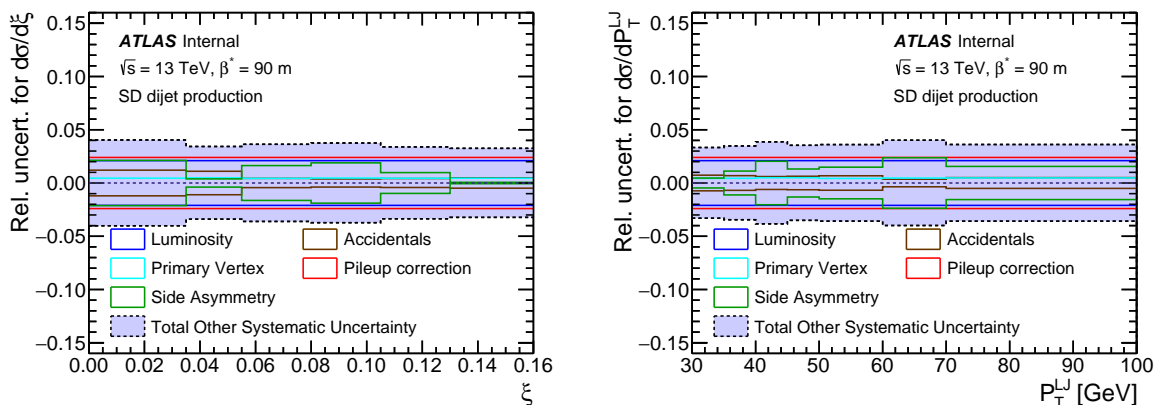 Rel. uncert. for dσ/dξ
0.15
0.10
0.05
0.00
−0.05
−0.10
−0.15
ATLAS Internal
√s = 13 TeV, β* = 90 m
SD dijet production
Luminosity Accidentals
Primary Vertex Pileup correction
Side Asymmetry
Total Other Systematic Uncertainty
0.00 0.02 0.04 0.06 0.08 0.10 0.12 0.14 0.16
ξ
Rel. uncert. for dσ/dP_T^LJ
0.15
0.10
0.05
0.00
−0.05
−0.10
−0.15
ATLAS Internal
√s = 13 TeV, β* = 90 m
SD dijet production
Luminosity Accidentals
Primary Vertex Pileup correction
Side Asymmetry
Total Other Systematic Uncertainty
30 40 50 60 70 80 90 100
P_T^LJ [GeV]